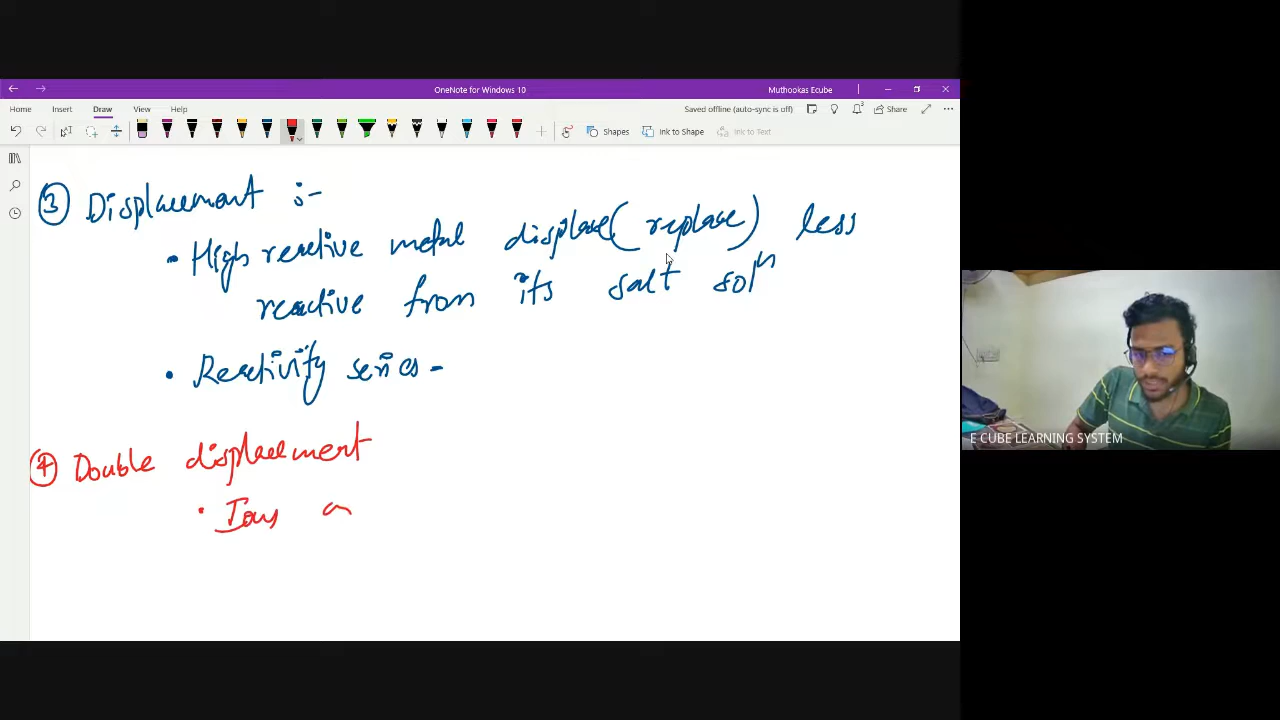 OneNote for Windows 10
Muthookas Ecube
Home Insert Draw View Help
Saved offline (auto-sync is off)
Share
Shapes
Ink to Shape
Ink to Text
③ Displacement :-
• High reactive metal displace (replace) less
reactive from its salt solⁿ
• Reactivity series -
④ Double displacement
• Ions
E CUBE LEARNING SYSTEM